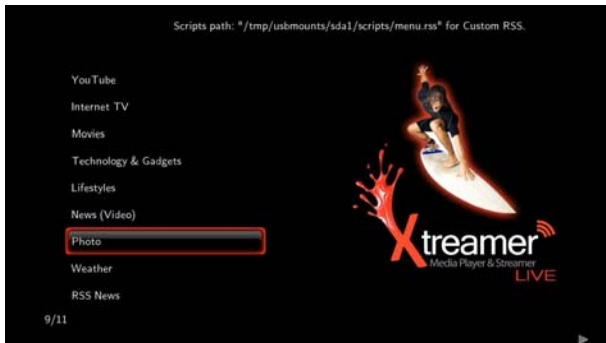 Scripts path: "/tmp/usbmounts/sda1/scripts/menu.rss" for Custom RSS.
YouTube
Internet TV
Movies
Technology & Gadgets
Lifestyles
News (Video)
Photo
Weather
RSS News
9/11
Xtreamer
Media Player & Streamer
LIVE